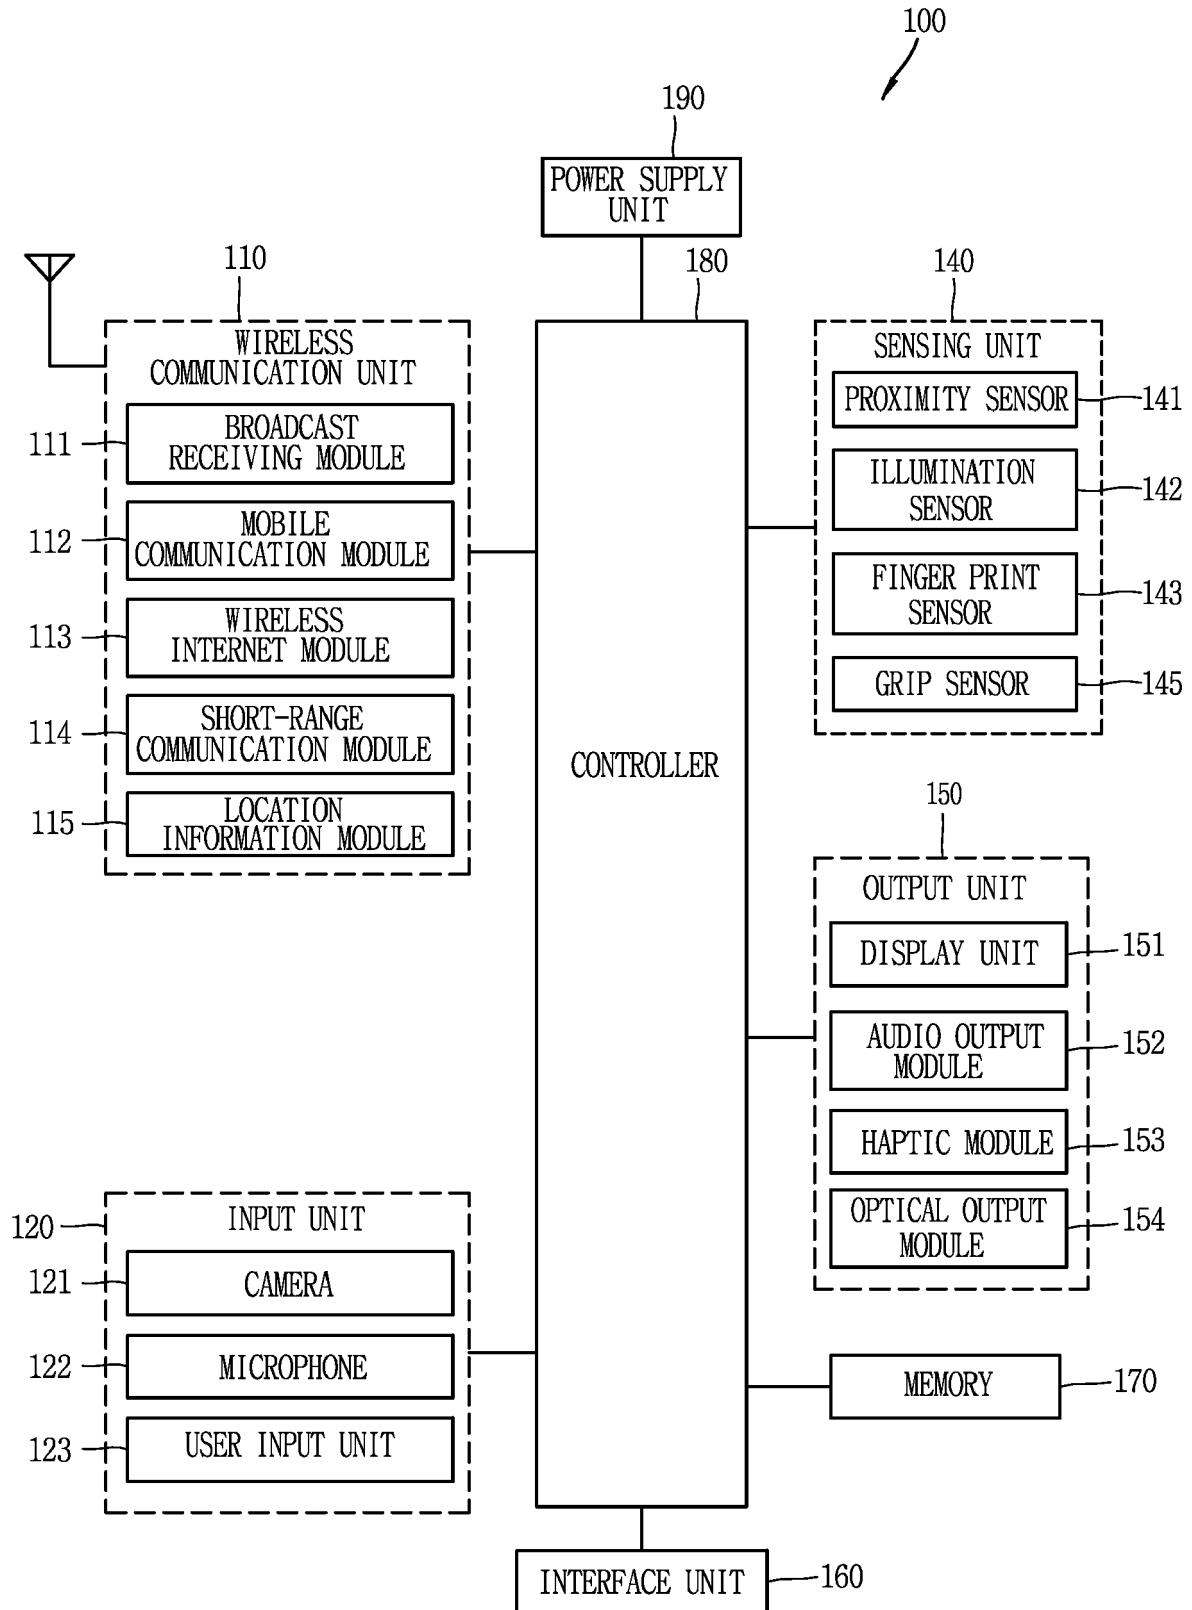 100
190
POWER SUPPLY
UNIT
110
180
140
WIRELESS
COMMUNICATION UNIT
111
BROADCAST
RECEIVING MODULE
112
MOBILE
COMMUNICATION MODULE
113
WIRELESS
INTERNET MODULE
114
SHORT-RANGE
COMMUNICATION MODULE
115
LOCATION
INFORMATION MODULE
120
INPUT UNIT
121
CAMERA
122
MICROPHONE
123
USER INPUT UNIT
CONTROLLER
SENSING UNIT
PROXIMITY SENSOR
141
ILLUMINATION
SENSOR
142
FINGER PRINT
SENSOR
143
GRIP SENSOR
145
150
OUTPUT UNIT
DISPLAY UNIT
151
AUDIO OUTPUT
MODULE
152
HAPTIC MODULE
153
OPTICAL OUTPUT
MODULE
154
MEMORY
170
INTERFACE UNIT
160